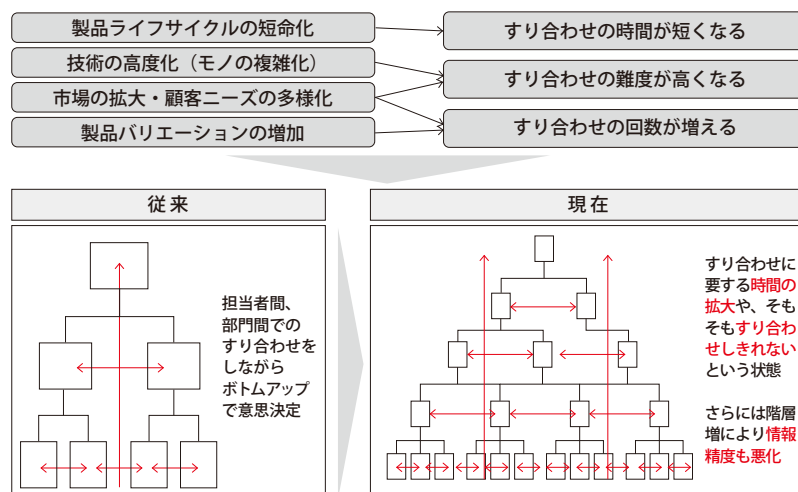 製品ライフサイクルの短命化
すり合わせの時間が短くなる
技術の高度化（モノの複雑化）
すり合わせの難度が高くなる
市場の拡大・顧客ニーズの多様化
製品バリエーションの増加
すり合わせの回数が増える
従来
現在
担当者間、
部門間での
すり合わせを
しながら
ボトムアップ
で意思決定
すり合わせに
要する時間の
拡大や、そも
そもすり合わ
せしきれない
という状態
さらには階層
増により情報
精度も悪化